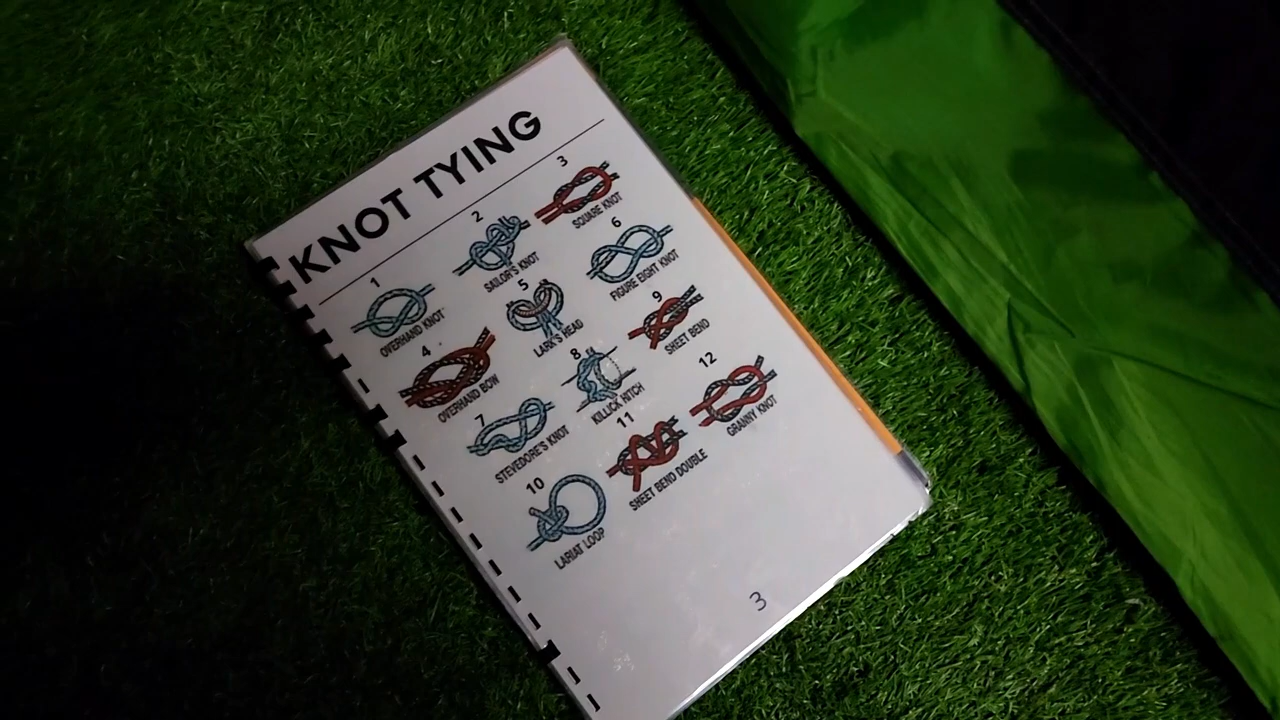 KNOT TYING
1
OVERHAND KNOT
2
SAILOR'S KNOT
3
SQUARE KNOT
4
OVERHAND BOW
5
LARK'S HEAD
6
FIGURE EIGHT KNOT
7
STEVEDORE'S KNOT
8
KILLICK HITCH
9
SHEET BEND
10
LARIAT LOOP
11
SHEET BEND DOUBLE
12
GRANNY KNOT
3